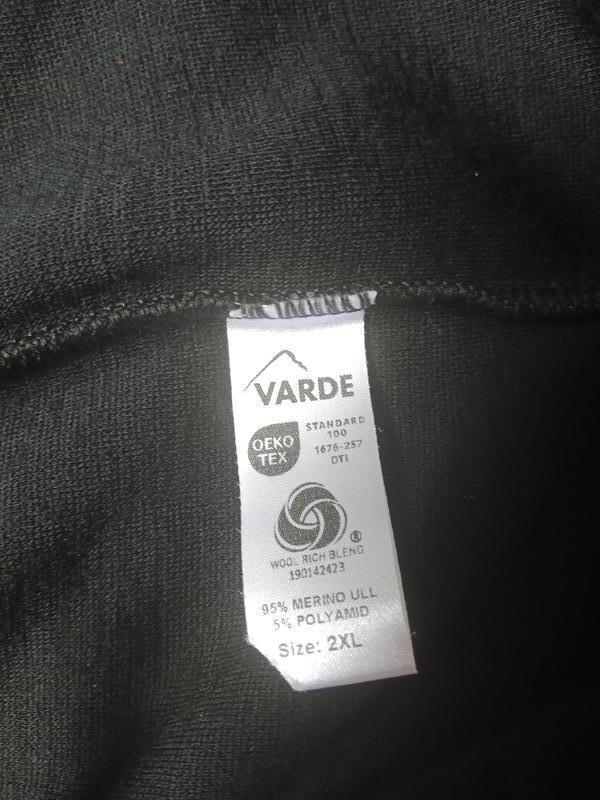 VARDE
OEKO
TEX
STANDARD
100
1676-257
DTI
®
WOOL RICH BLEND
190142423
95% MERINO ULL
5% POLYAMID
Size: 2XL